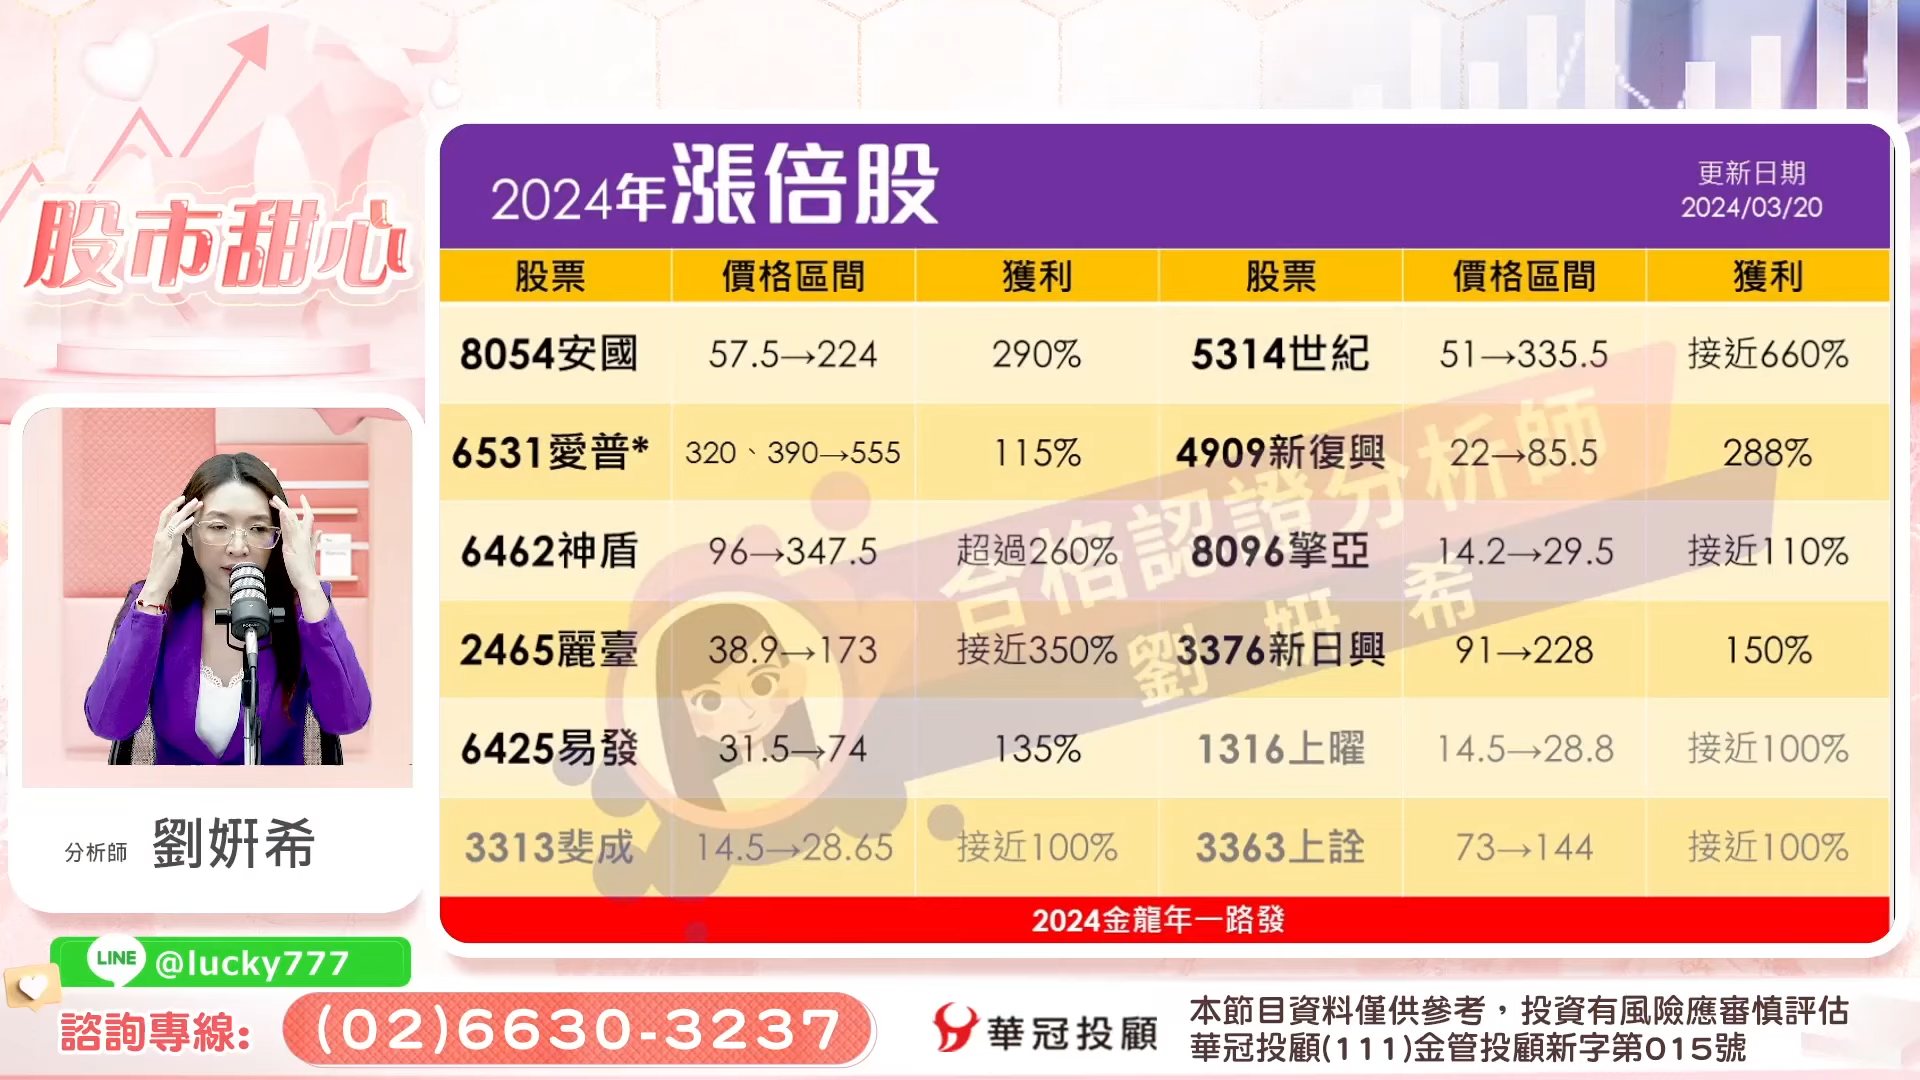 股市甜心
分析師 劉妍希
LINE @lucky777
2024年漲倍股
更新日期
2024/03/20
股票 價格區間 獲利 股票 價格區間 獲利
8054安國 57.5→224 290% 5314世紀 51→335.5 接近660%
6531愛普* 320、390→555 115% 4909新復興 22→85.5 288%
6462神盾 96→347.5 超過260% 8096擎亞 14.2→29.5 接近110%
2465麗臺 38.9→173 接近350% 3376新日興 91→228 150%
6425易發 31.5→74 135% 1316上曜 14.5→28.8 接近100%
3313斐成 14.5→28.65 接近100% 3363上詮 73→144 接近100%
合格認證分析師
劉妍希
2024金龍年一路發
諮詢專線: (02)6630-3237
華冠投顧
本節目資料僅供參考，投資有風險應審慎評估
華冠投顧(111)金管投顧新字第015號